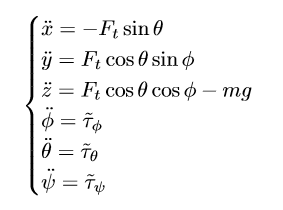 ẍ = −F_t sin θ
ÿ = F_t cos θ sin ϕ
z̈ = F_t cos θ cos ϕ − mg
ϕ̈ = τ̃_ϕ
θ̈ = τ̃_θ
ψ̈ = τ̃_ψ